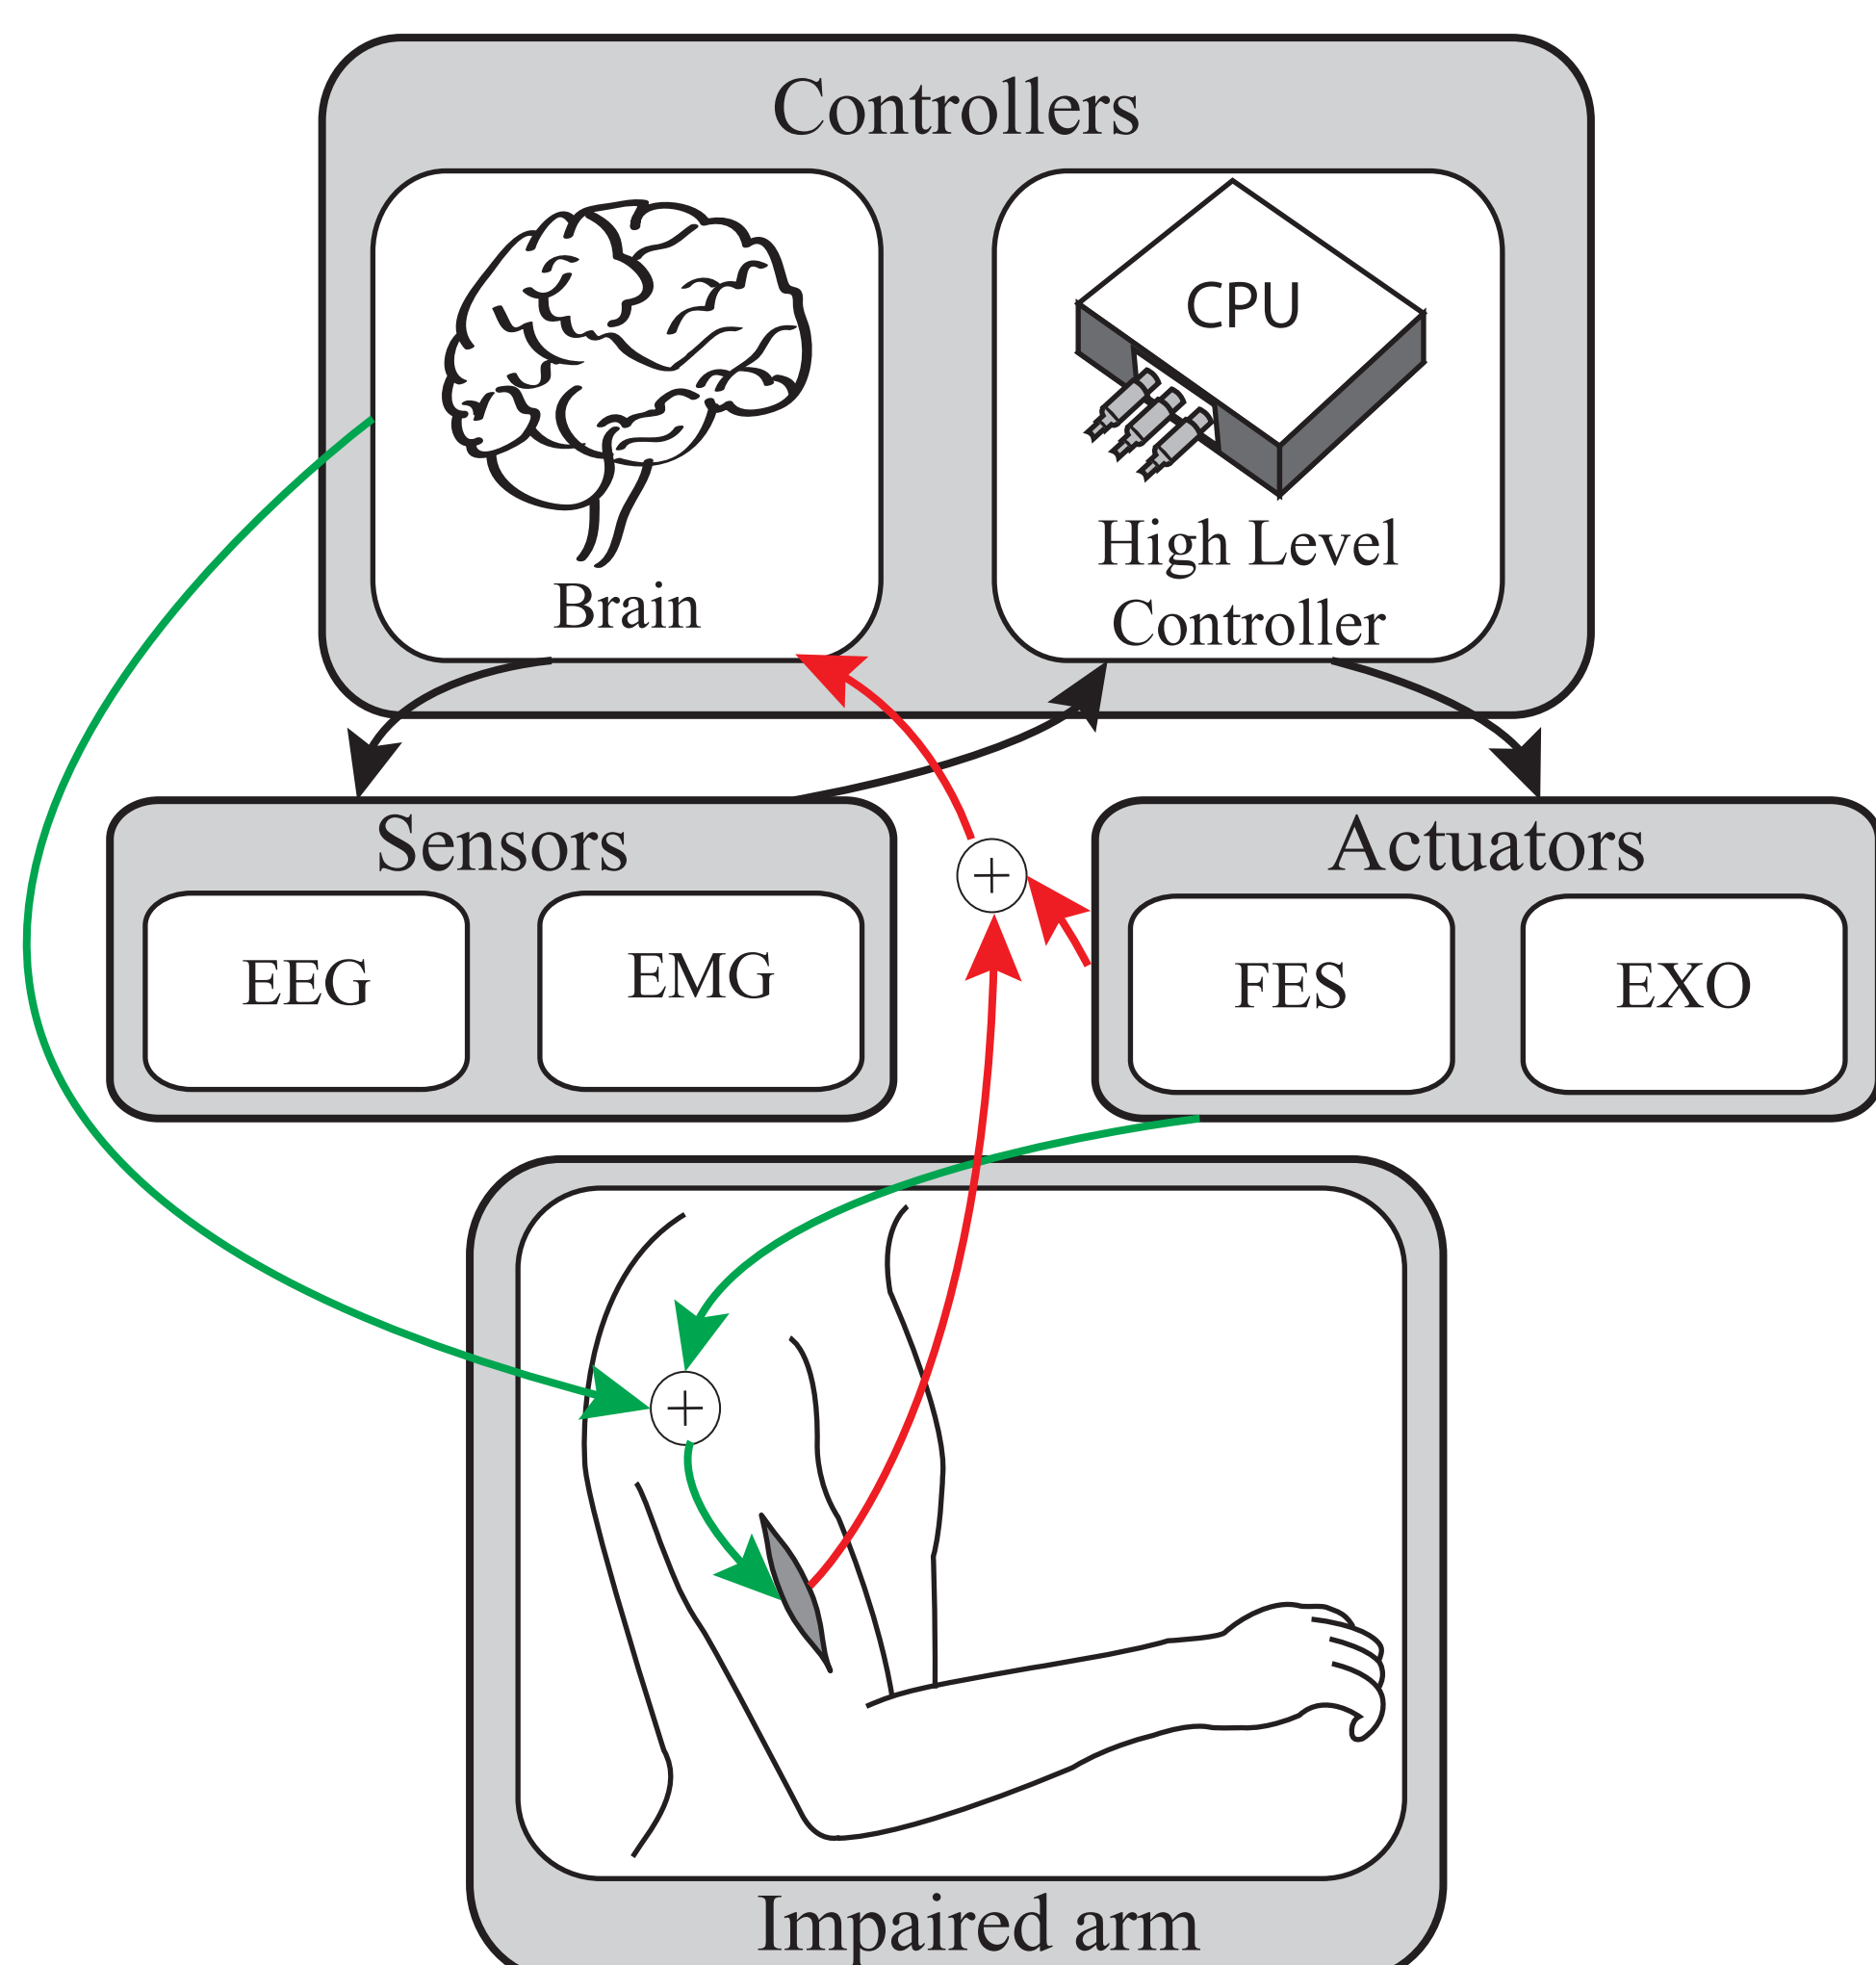 Controllers
CPU
Brain
High Level
Controller
Sensors
EEG
EMG
+
Actuators
FES
EXO
+
Impaired arm